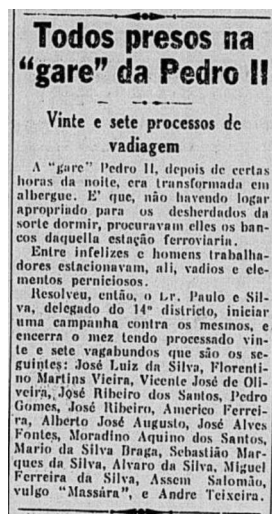 Todos presos na
"gare" da Pedro II
Vinte e sete processos de
vadiagem
A "gare" Pedro II, depois de certas
horas da noite, era transformada em
albergue. E' que, não havendo logar
apropriado para os desherdados da
sorte dormir, procuravam elles os ban-
cos daquella estação ferroviaria.
Entre infelizes e homens trabalha-
dores estacionavam, ali, vadios e ele-
mentos perniciosos.
Resolveu, então, o Dr. Paulo e Sil-
va, delegado do 14º districto, iniciar
uma campanha contra os mesmos, e
encerra o mez tendo processado vin-
te e sete vagabundos que são os se-
guintes: José Luiz da Silva, Florenti-
no Martins Vieira, Vicente José de Oli-
veira, José Ribeiro dos Santos, Pedro
Gomes, José Ribeiro, Americo Ferrei-
ra, Alberto José Augusto, José Alves
Fontes, Moradino Aquino dos Santos,
Mario da Silva Braga, Sebastião Mar-
ques da Silva, Alvaro da Silva, Miguel
Ferreira da Silva, Assem Salomão,
vulgo "Massára", e Andre Teixeira.